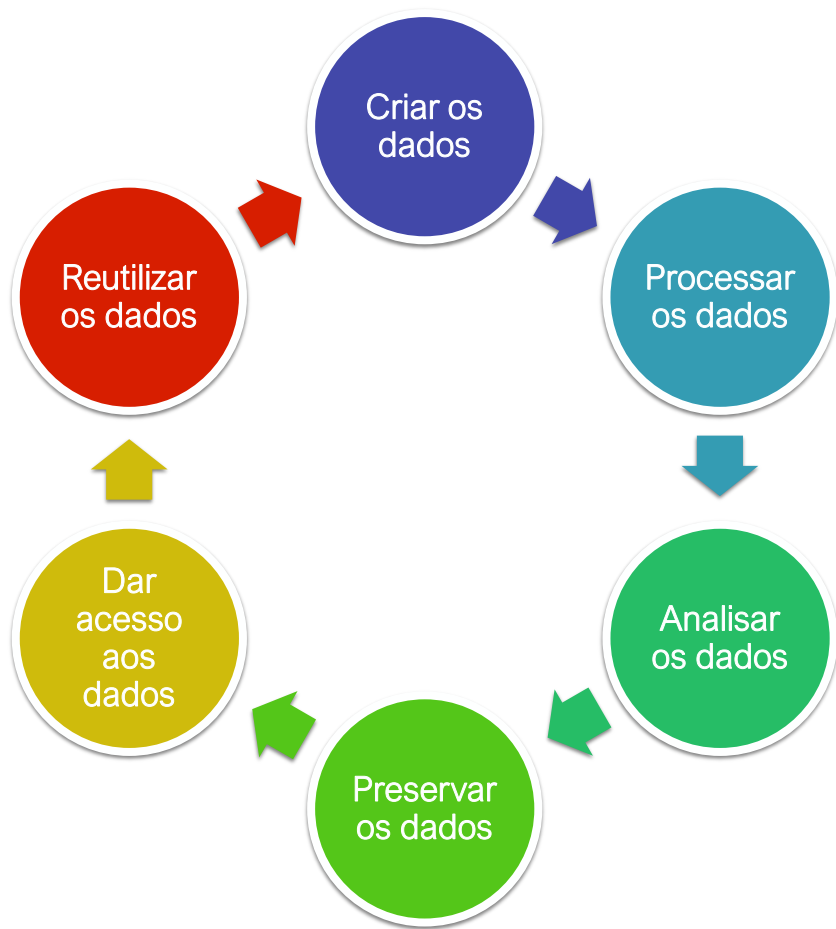 Criar os
dados
Processar
os dados
Analisar
os dados
Preservar
os dados
Dar
acesso
aos
dados
Reutilizar
os dados